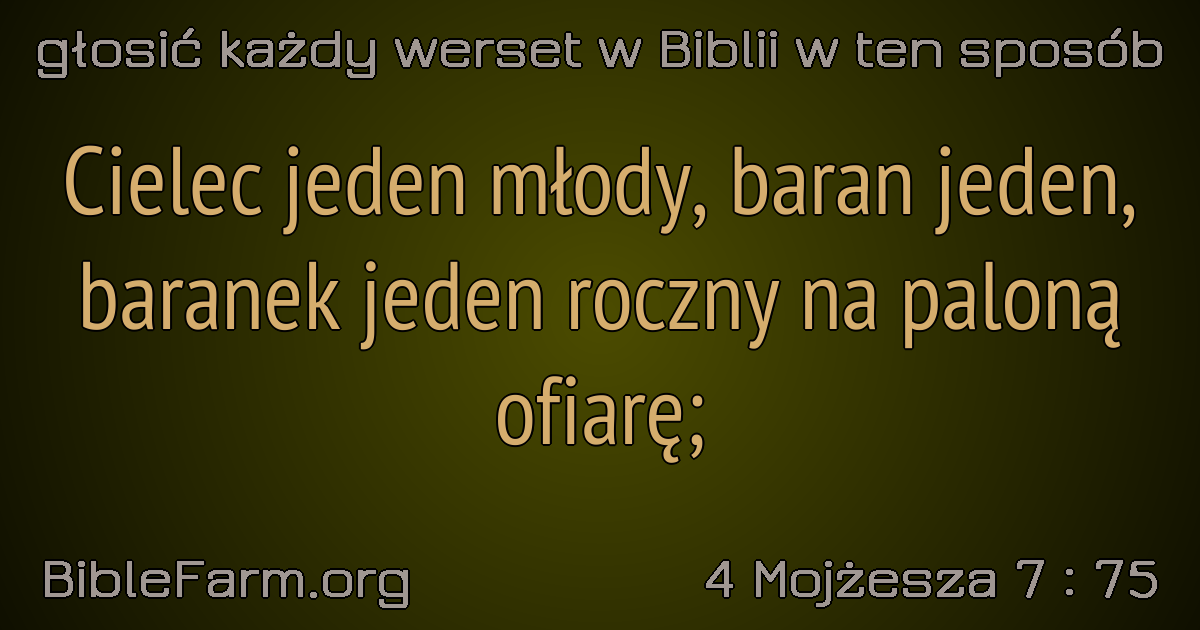 głosić każdy werset w Biblii w ten sposób
Cielec jeden młody, baran jeden,
baranek jeden roczny na paloną
ofiarę;
BibleFarm.org
4 Mojżesza 7 : 75